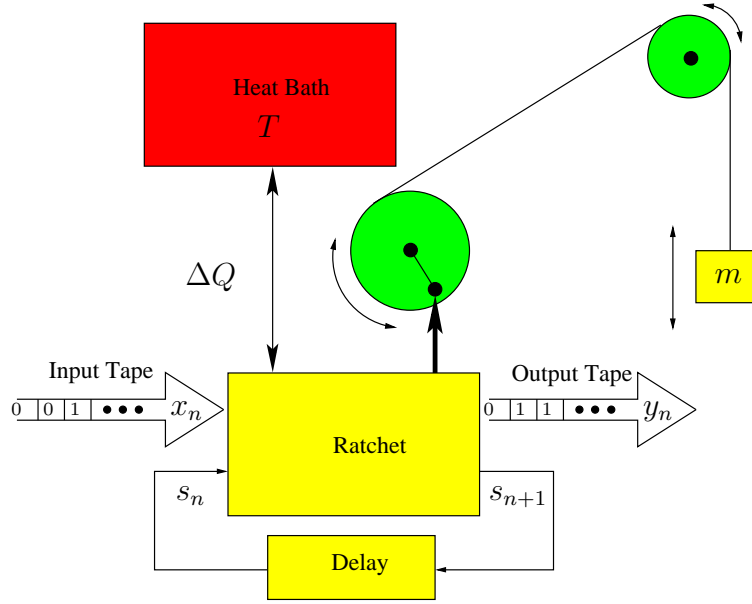 Heat Bath
T
ΔQ
m
Input Tape
Output Tape
0 0 1 ••• x_n
0 1 1 ••• y_n
Ratchet
s_n
s_{n+1}
Delay